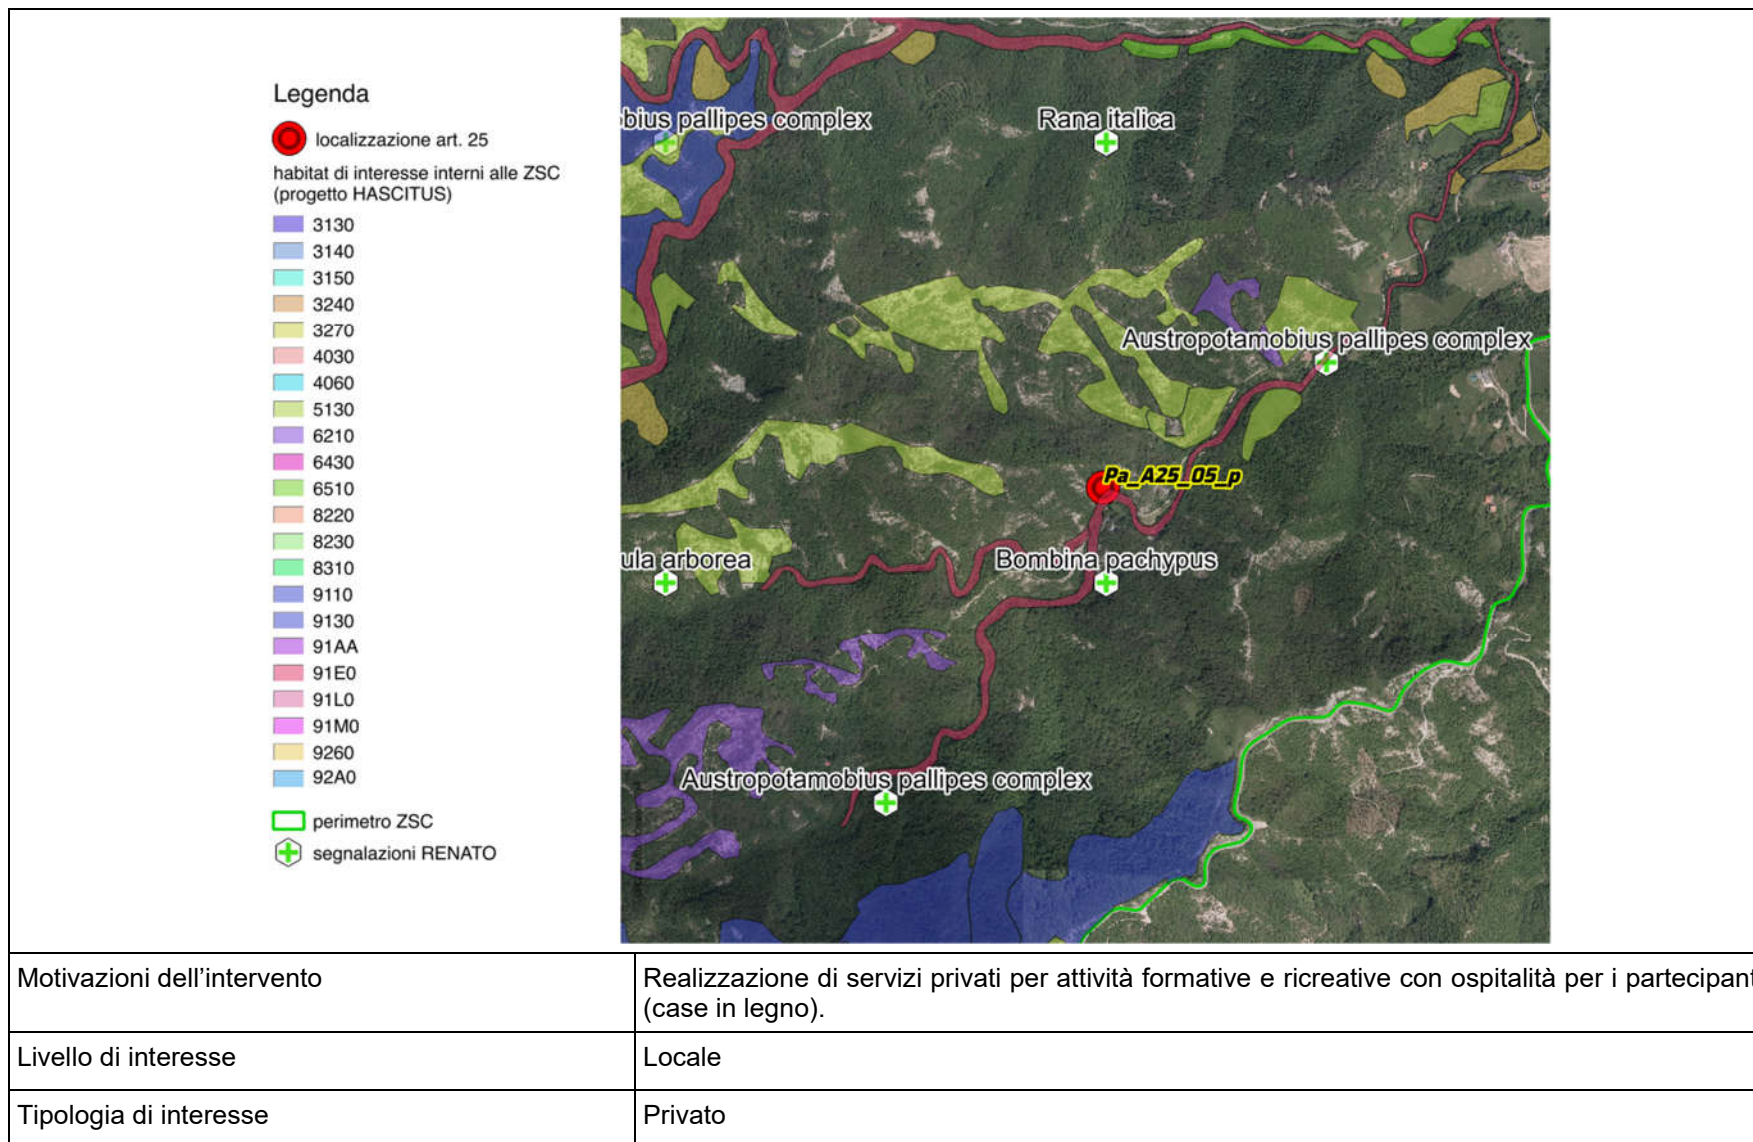 Legenda
localizzazione art. 25
habitat di interesse interni alle ZSC
(progetto HASCITUS)
3130
3140
3150
3240
3270
4030
4060
5130
6210
6430
6510
8220
8230
8310
9110
9130
91AA
91E0
91L0
91M0
9260
92A0
perimetro ZSC
segnalazioni RENATO
bius pallipes complex
Rana italica
Austropotamobius pallipes complex
Pa_A25_05_p
ula arborea
Bombina pachypus
Austropotamobius pallipes complex
Motivazioni dell'intervento
Realizzazione di servizi privati per attività formative e ricreative con ospitalità per i partecipant
(case in legno).
Livello di interesse
Locale
Tipologia di interesse
Privato